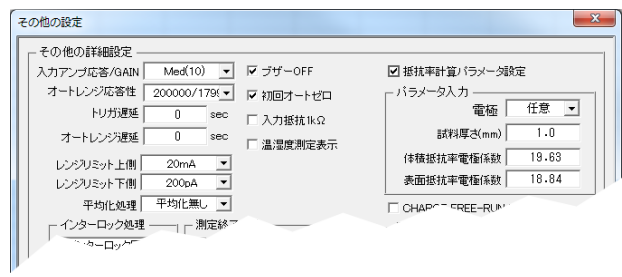 その他の設定
その他の詳細設定
入力アンプ応答/GAIN Med(10)
オートレンジ応答性 200000/1799
トリガ遅延 0 sec
オートレンジ遅延 0 sec
レンジリミット上側 20mA
レンジリミット下側 200pA
平均化処理 平均化無し
ブザーOFF
初回オートゼロ
入力抵抗1kΩ
温湿度測定表示
抵抗率計算パラメータ設定
パラメータ入力
電極 任意
試料厚さ(mm) 1.0
体積抵抗率電極係数 19.63
表面抵抗率電極係数 18.84
CHARGE FREE-RUN
インターロック処理
測定終了